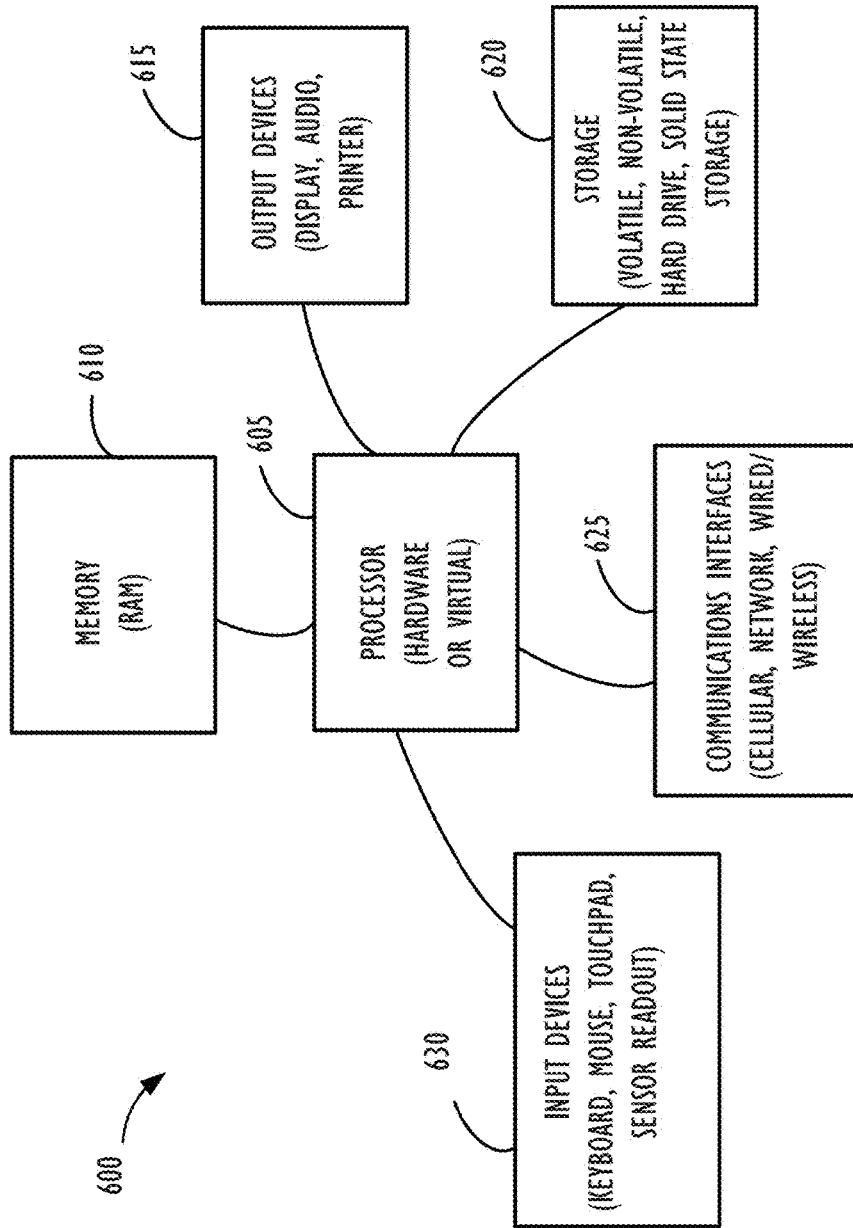 600
MEMORY
(RAM)
610
615
OUTPUT DEVICES
(DISPLAY, AUDIO,
PRINTER)
605
PROCESSOR
(HARDWARE
OR VIRTUAL)
630
INPUT DEVICES
(KEYBOARD, MOUSE, TOUCHPAD,
SENSOR READOUT)
620
STORAGE
(VOLATILE, NON-VOLATILE,
HARD DRIVE, SOLID STATE
STORAGE)
625
COMMUNICATIONS INTERFACES
(CELLULAR, NETWORK, WIRED/
WIRELESS)